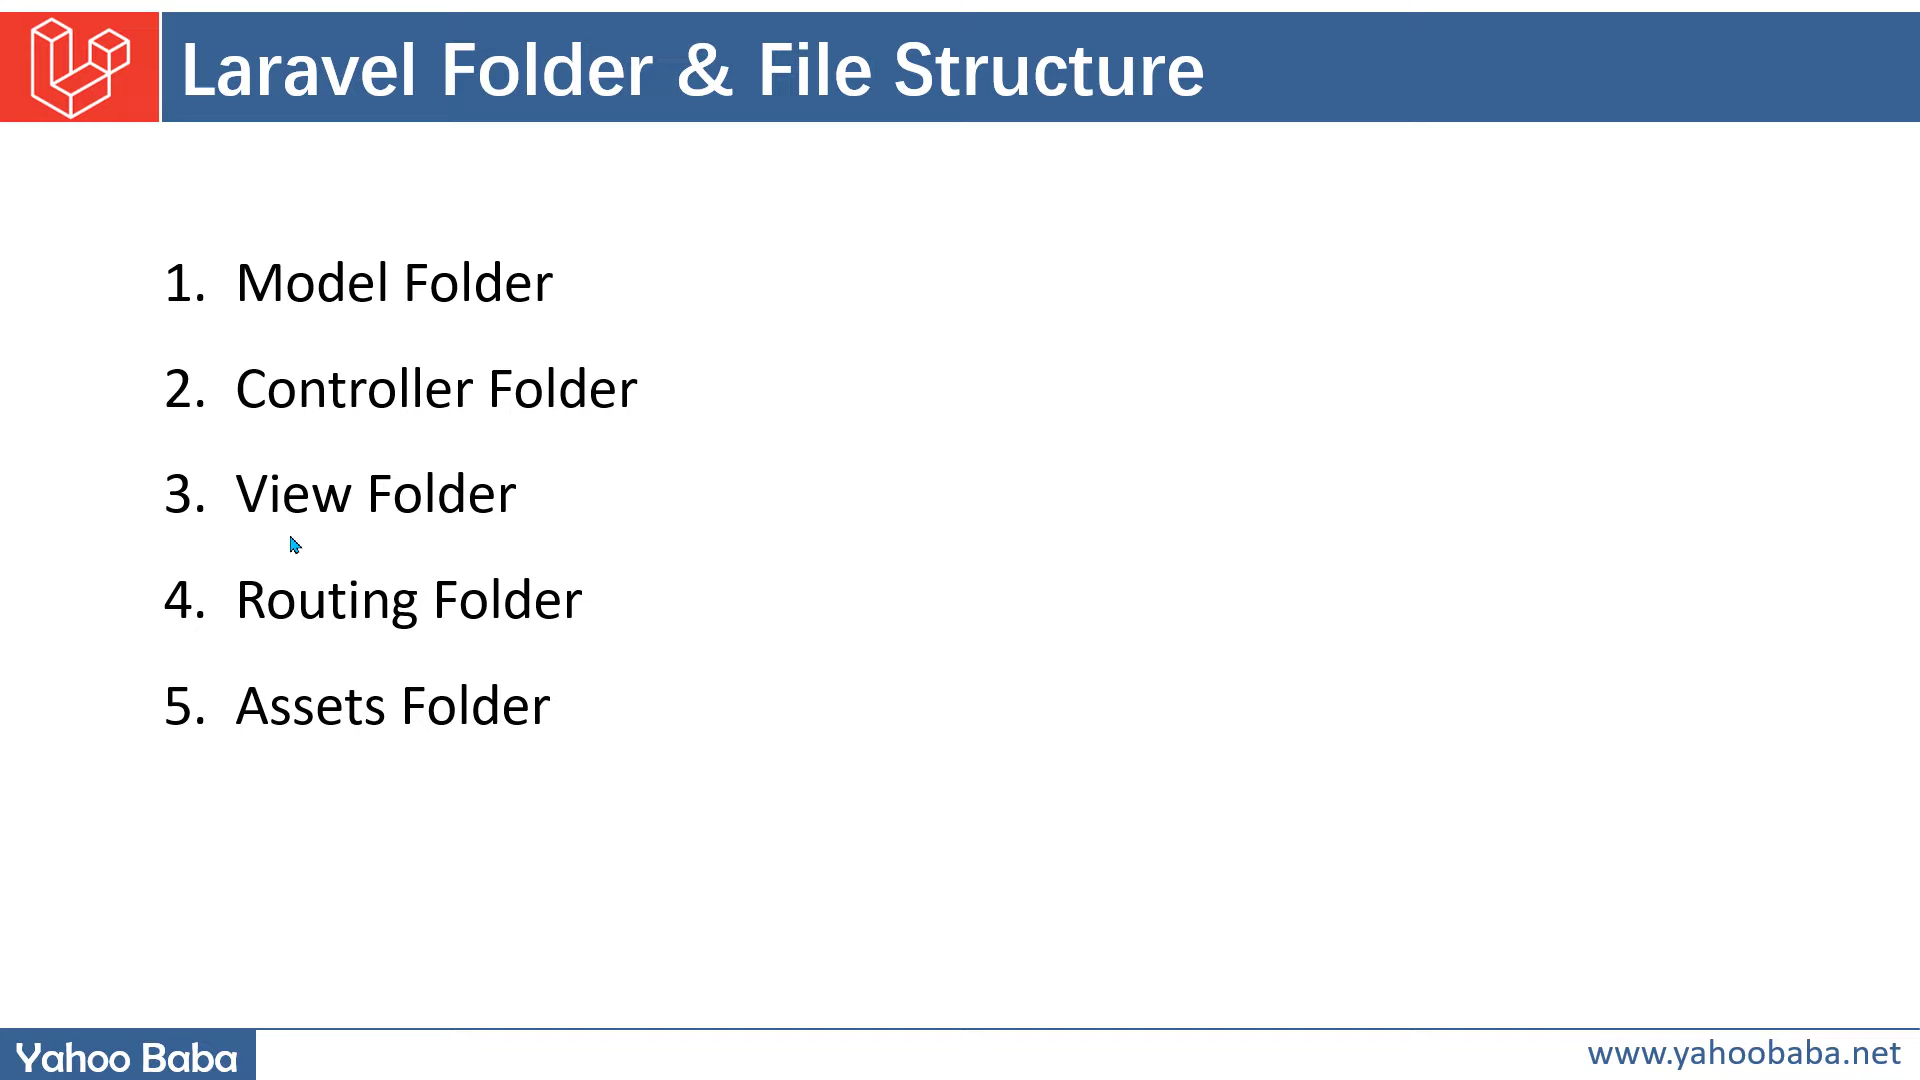 Laravel Folder & File Structure
1. Model Folder
2. Controller Folder
3. View Folder
4. Routing Folder
5. Assets Folder
Yahoo Baba
www.yahoobaba.net